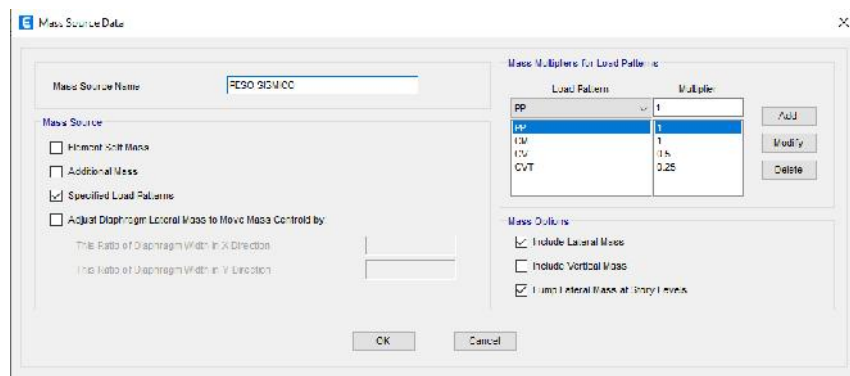 Mass Source Data
Mass Source Name
PESO SISMICO
Mass Source
Element Self Mass
Additional Mass
Specified Load Patterns
Adjust Diaphragm Lateral Mass to Move Mass Centroid by:
This Ratio of Diaphragm Width in X Direction
This Ratio of Diaphragm Width in Y Direction
Mass Multipliers for Load Patterns
Load Pattern Multiplier
PP 1
PP 1
CM 1
CV 0.5
CVT 0.25
Add
Modify
Delete
Mass Options
Include Lateral Mass
Include Vertical Mass
Lump Lateral Mass at Story Levels
OK Cancel